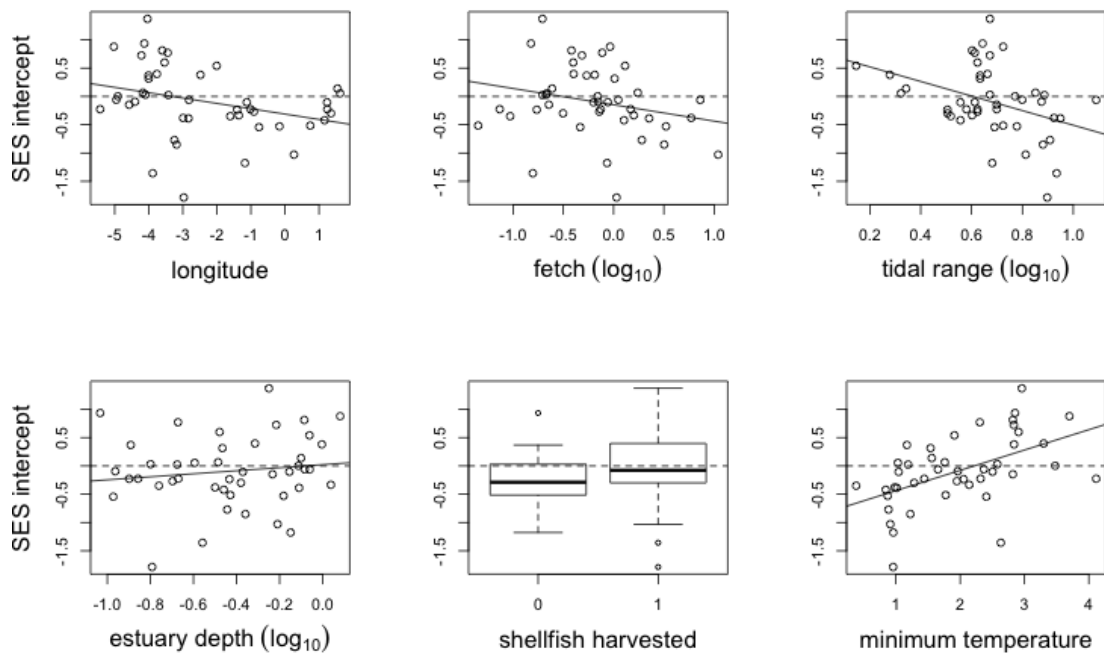 SES intercept
0.5
-0.5
-1.5
-5 -4 -3 -2 -1 0 1
longitude
0.5
-0.5
-1.5
-1.0 -0.5 0.0 0.5 1.0
fetch (log10)
0.5
-0.5
-1.5
0.2 0.4 0.6 0.8 1.0
tidal range (log10)
SES intercept
0.5
-0.5
-1.5
-1.0 -0.8 -0.6 -0.4 -0.2 0.0
estuary depth (log10)
0.5
-0.5
-1.5
0 1
shellfish harvested
0.5
-0.5
-1.5
1 2 3 4
minimum temperature